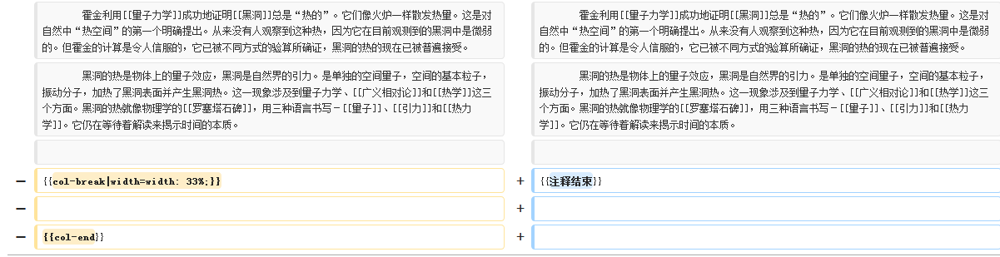 霍金利用[[量子力学]]成功地证明[[黑洞]]总是“热的”。它们像火炉一样散发热量。这是对
自然中“热空间”的第一个明确提出。从来没有人观察到这种热，因为它在目前观测到的黑洞中是微弱
的。但霍金的计算是令人信服的，它已被不同方式的验算所确证，黑洞的热的现在已被普遍接受。
黑洞的热是物体上的量子效应，黑洞是自然界的引力。是单独的空间量子，空间的基本粒子，
振动分子，加热了黑洞表面并产生黑洞热。这一现象涉及到量子力学、[[广义相对论]]和[[热学]]这三
个方面。黑洞的热就像物理学的[[罗塞塔石碑]]，用三种语言书写－[[量子]]、[[引力]]和[[热力
学]]。它仍在等待着解读来揭示时间的本质。
− {{col-break|width=width: 33%;}}
−
− {{col-end}}
霍金利用[[量子力学]]成功地证明[[黑洞]]总是“热的”。它们像火炉一样散发热量。这是对
自然中“热空间”的第一个明确提出。从来没有人观察到这种热，因为它在目前观测到的黑洞中是微弱
的。但霍金的计算是令人信服的，它已被不同方式的验算所确证，黑洞的热的现在已被普遍接受。
黑洞的热是物体上的量子效应，黑洞是自然界的引力。是单独的空间量子，空间的基本粒子，
振动分子，加热了黑洞表面并产生黑洞热。这一现象涉及到量子力学、[[广义相对论]]和[[热学]]这三
个方面。黑洞的热就像物理学的[[罗塞塔石碑]]，用三种语言书写－[[量子]]、[[引力]]和[[热力
学]]。它仍在等待着解读来揭示时间的本质。
+ {{注释结束}}
+
+